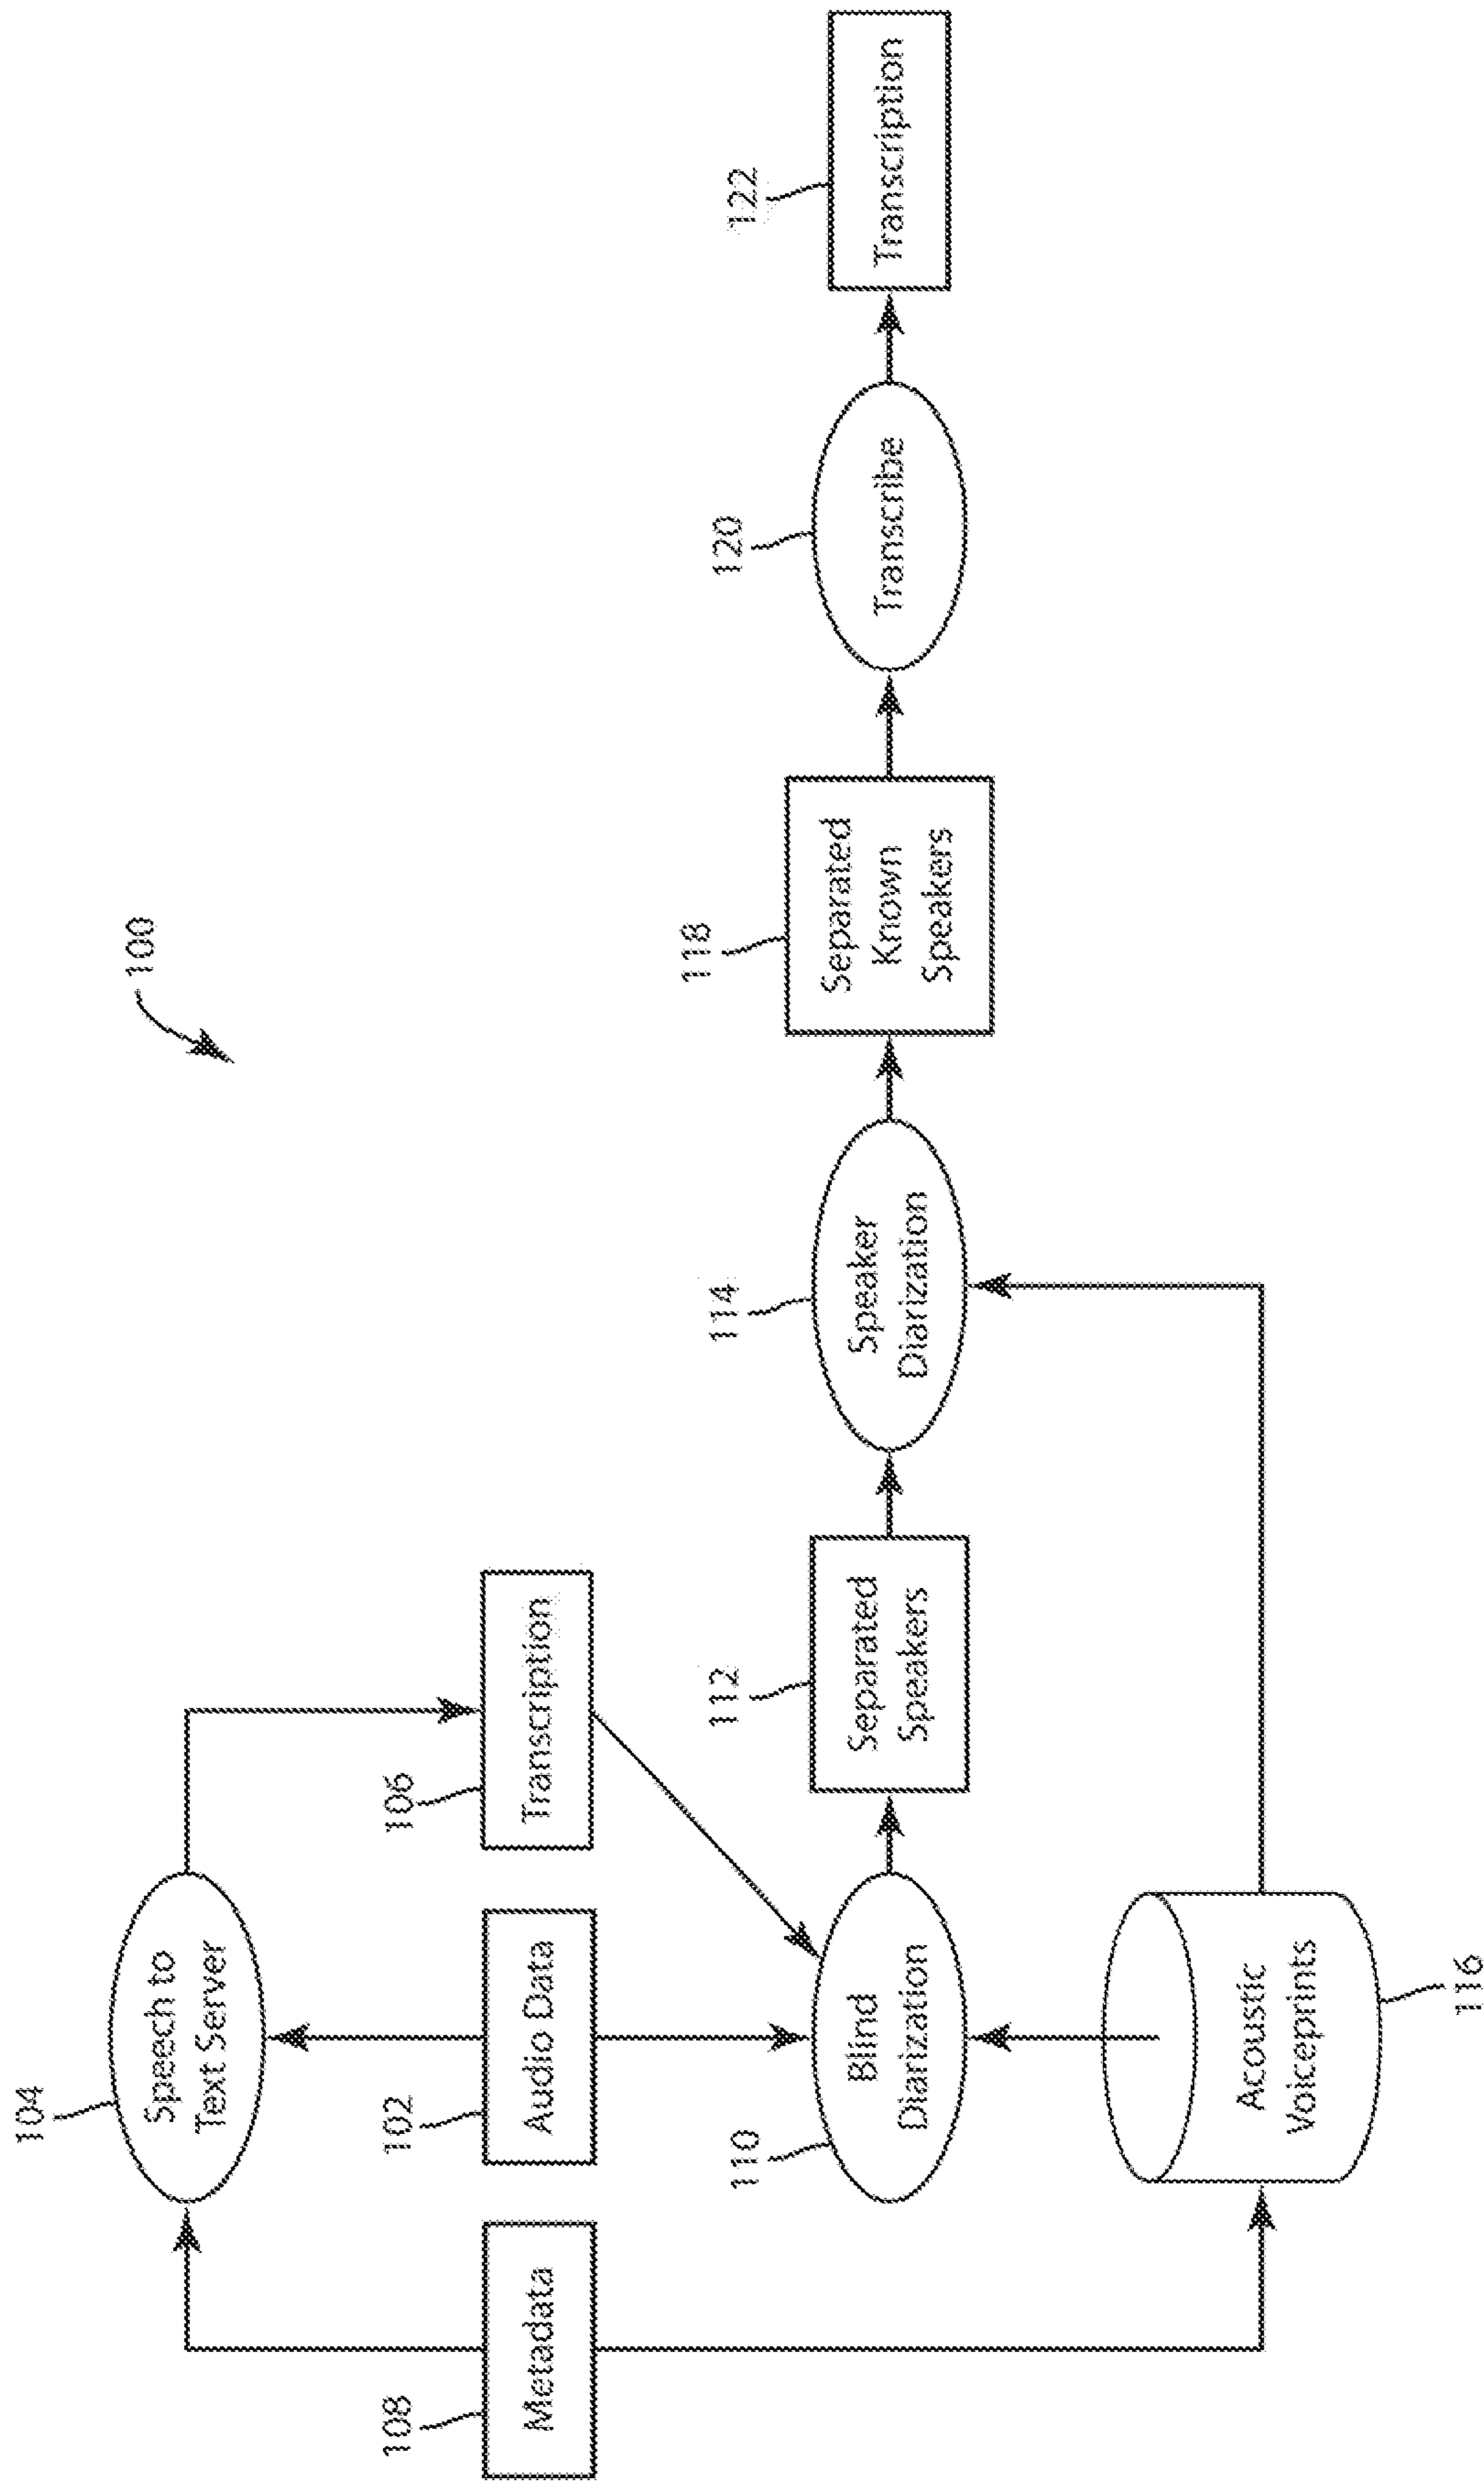 100
104
Speech to
Text Server
108
Metadata
102
Audio Data
106
Transcription
110
Blind
Diarization
112
Separated
Speakers
114
Speaker
Diarization
118
Separated
Known
Speakers
120
Transcribe
122
Transcription
Acoustic
Voiceprints
116